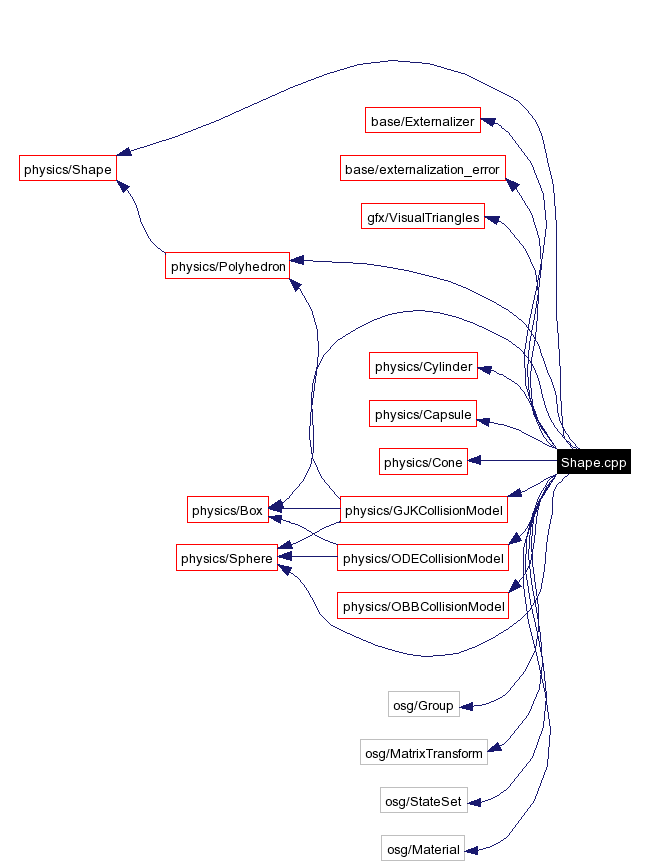 base/Externalizer
physics/Shape
base/externalization_error
gfx/VisualTriangles
physics/Polyhedron
physics/Cylinder
physics/Capsule
physics/Cone
Shape.cpp
physics/Box
physics/GJKCollisionModel
physics/Sphere
physics/ODECollisionModel
physics/OBBCollisionModel
osg/Group
osg/MatrixTransform
osg/StateSet
osg/Material